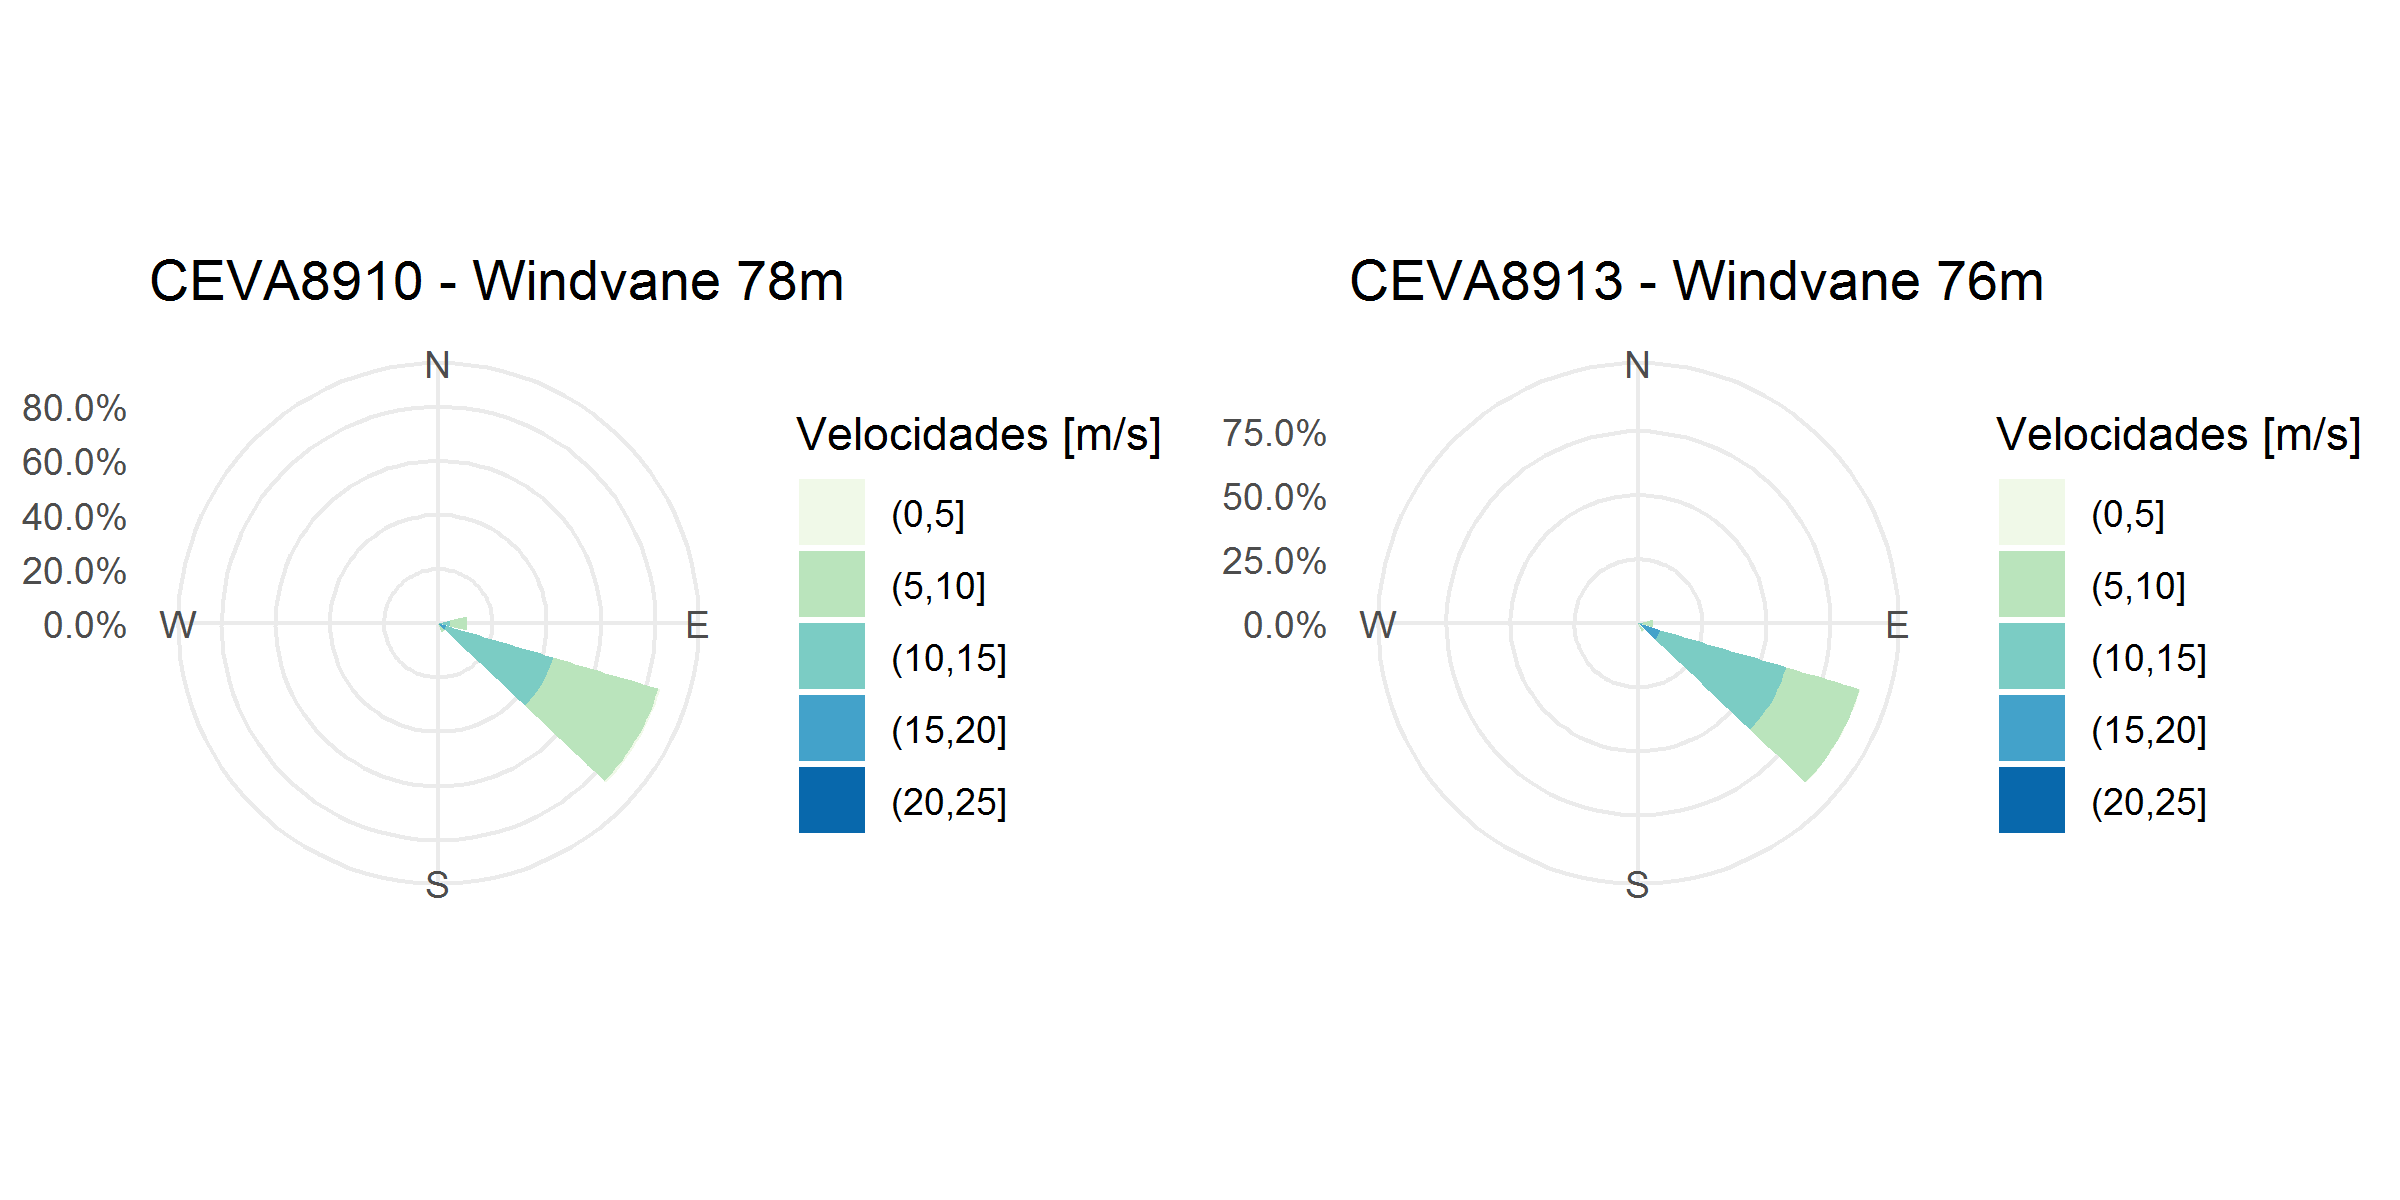 CEVA8910 - Windvane 78m
N
80.0%
60.0%
40.0%
20.0%
0.0%
W
E
S
Velocidades [m/s]
(0,5]
(5,10]
(10,15]
(15,20]
(20,25]
CEVA8913 - Windvane 76m
N
75.0%
50.0%
25.0%
0.0%
W
E
S
Velocidades [m/s]
(0,5]
(5,10]
(10,15]
(15,20]
(20,25]